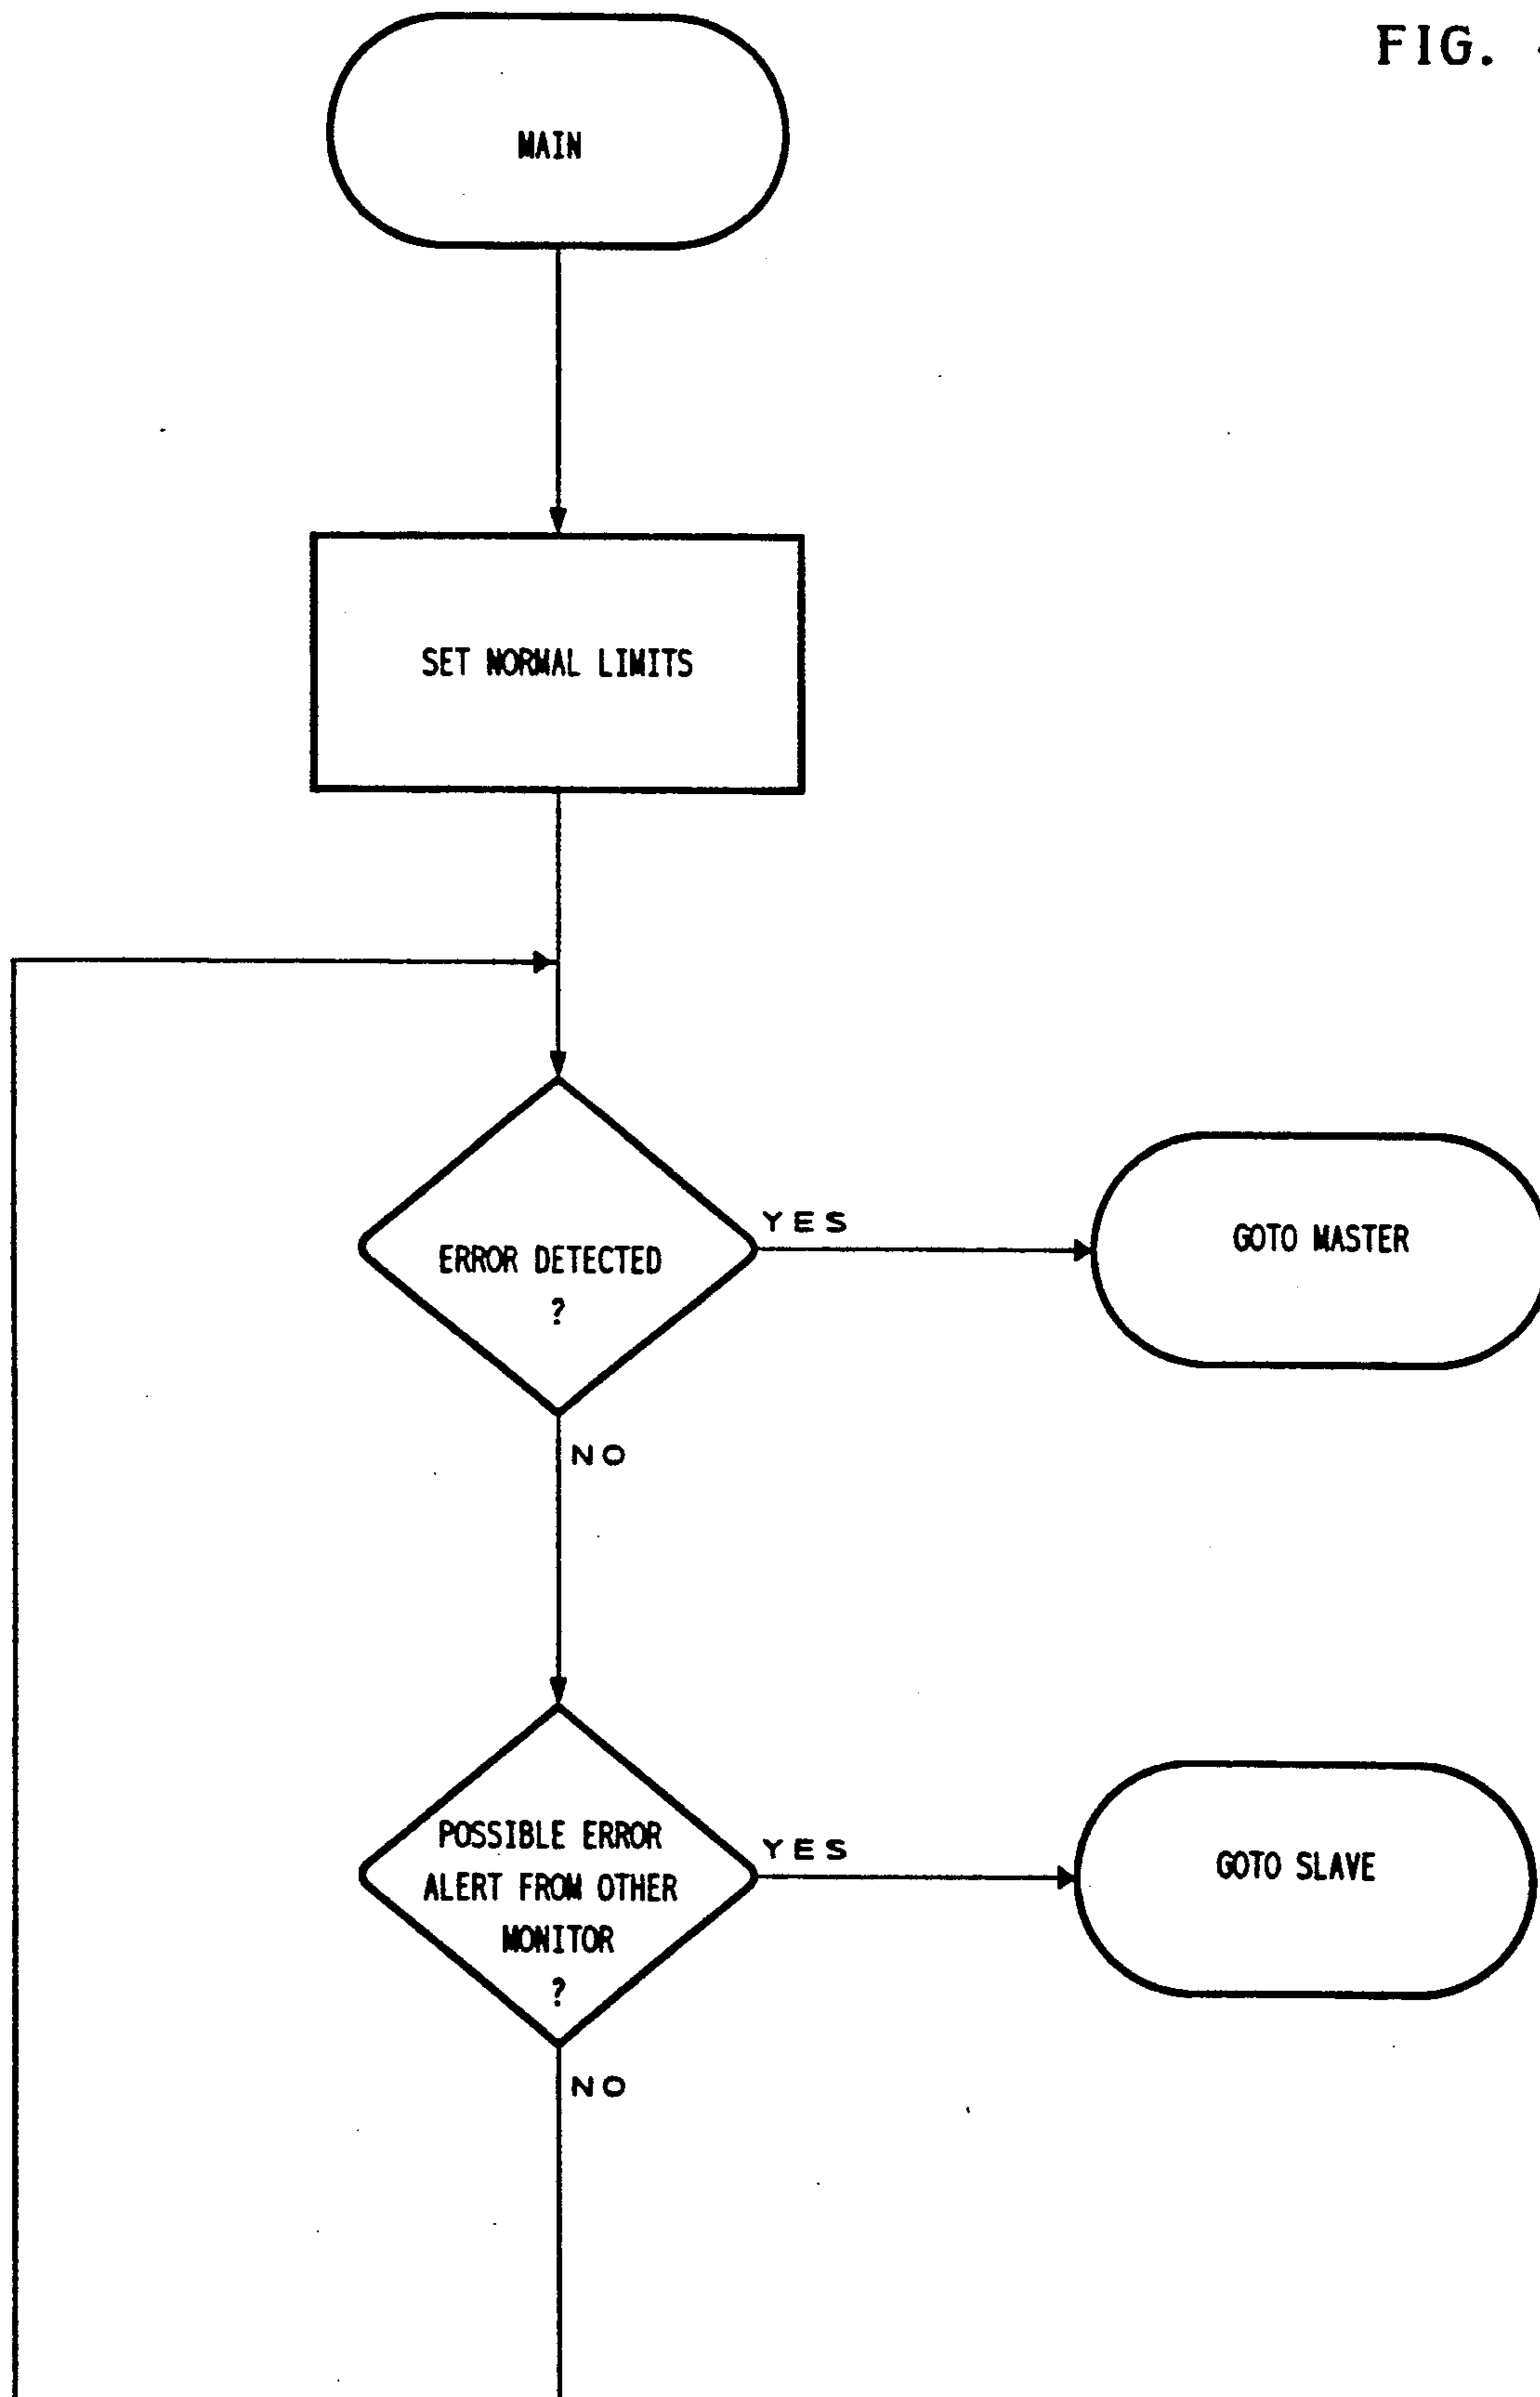 FIG.
MAIN
SET NORMAL LIMITS
ERROR DETECTED
?
YES
GOTO MASTER
NO
POSSIBLE ERROR
ALERT FROM OTHER
MONITOR
?
YES
GOTO SLAVE
NO